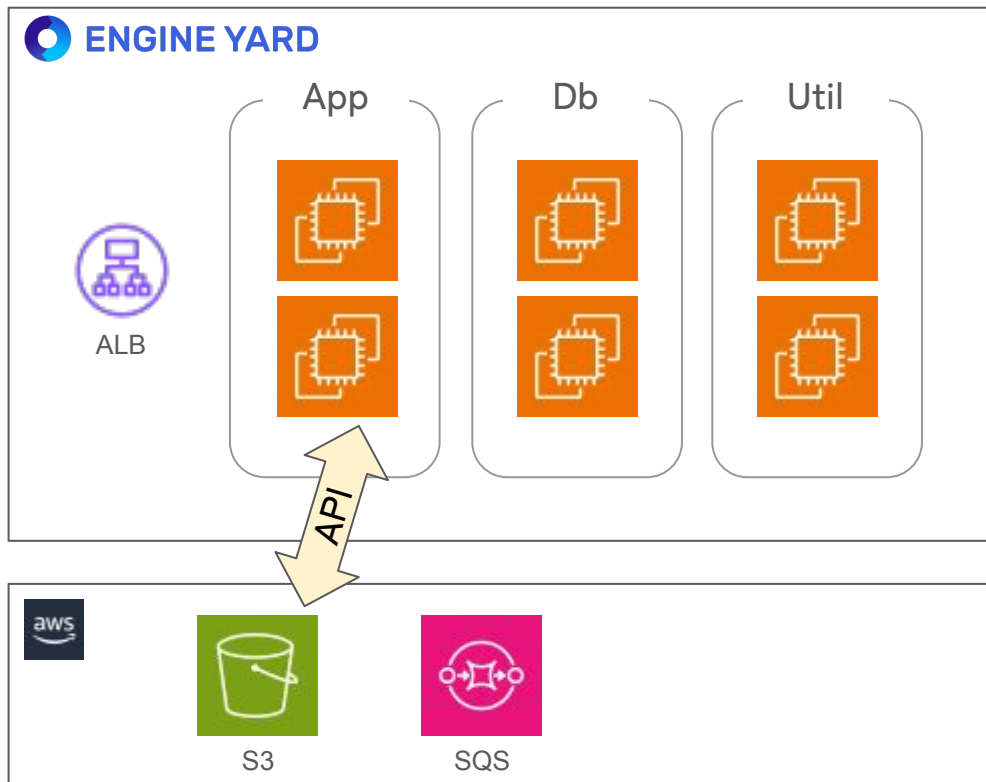 ENGINE YARD
App
Db
Util
ALB
API
aws
S3
SQS